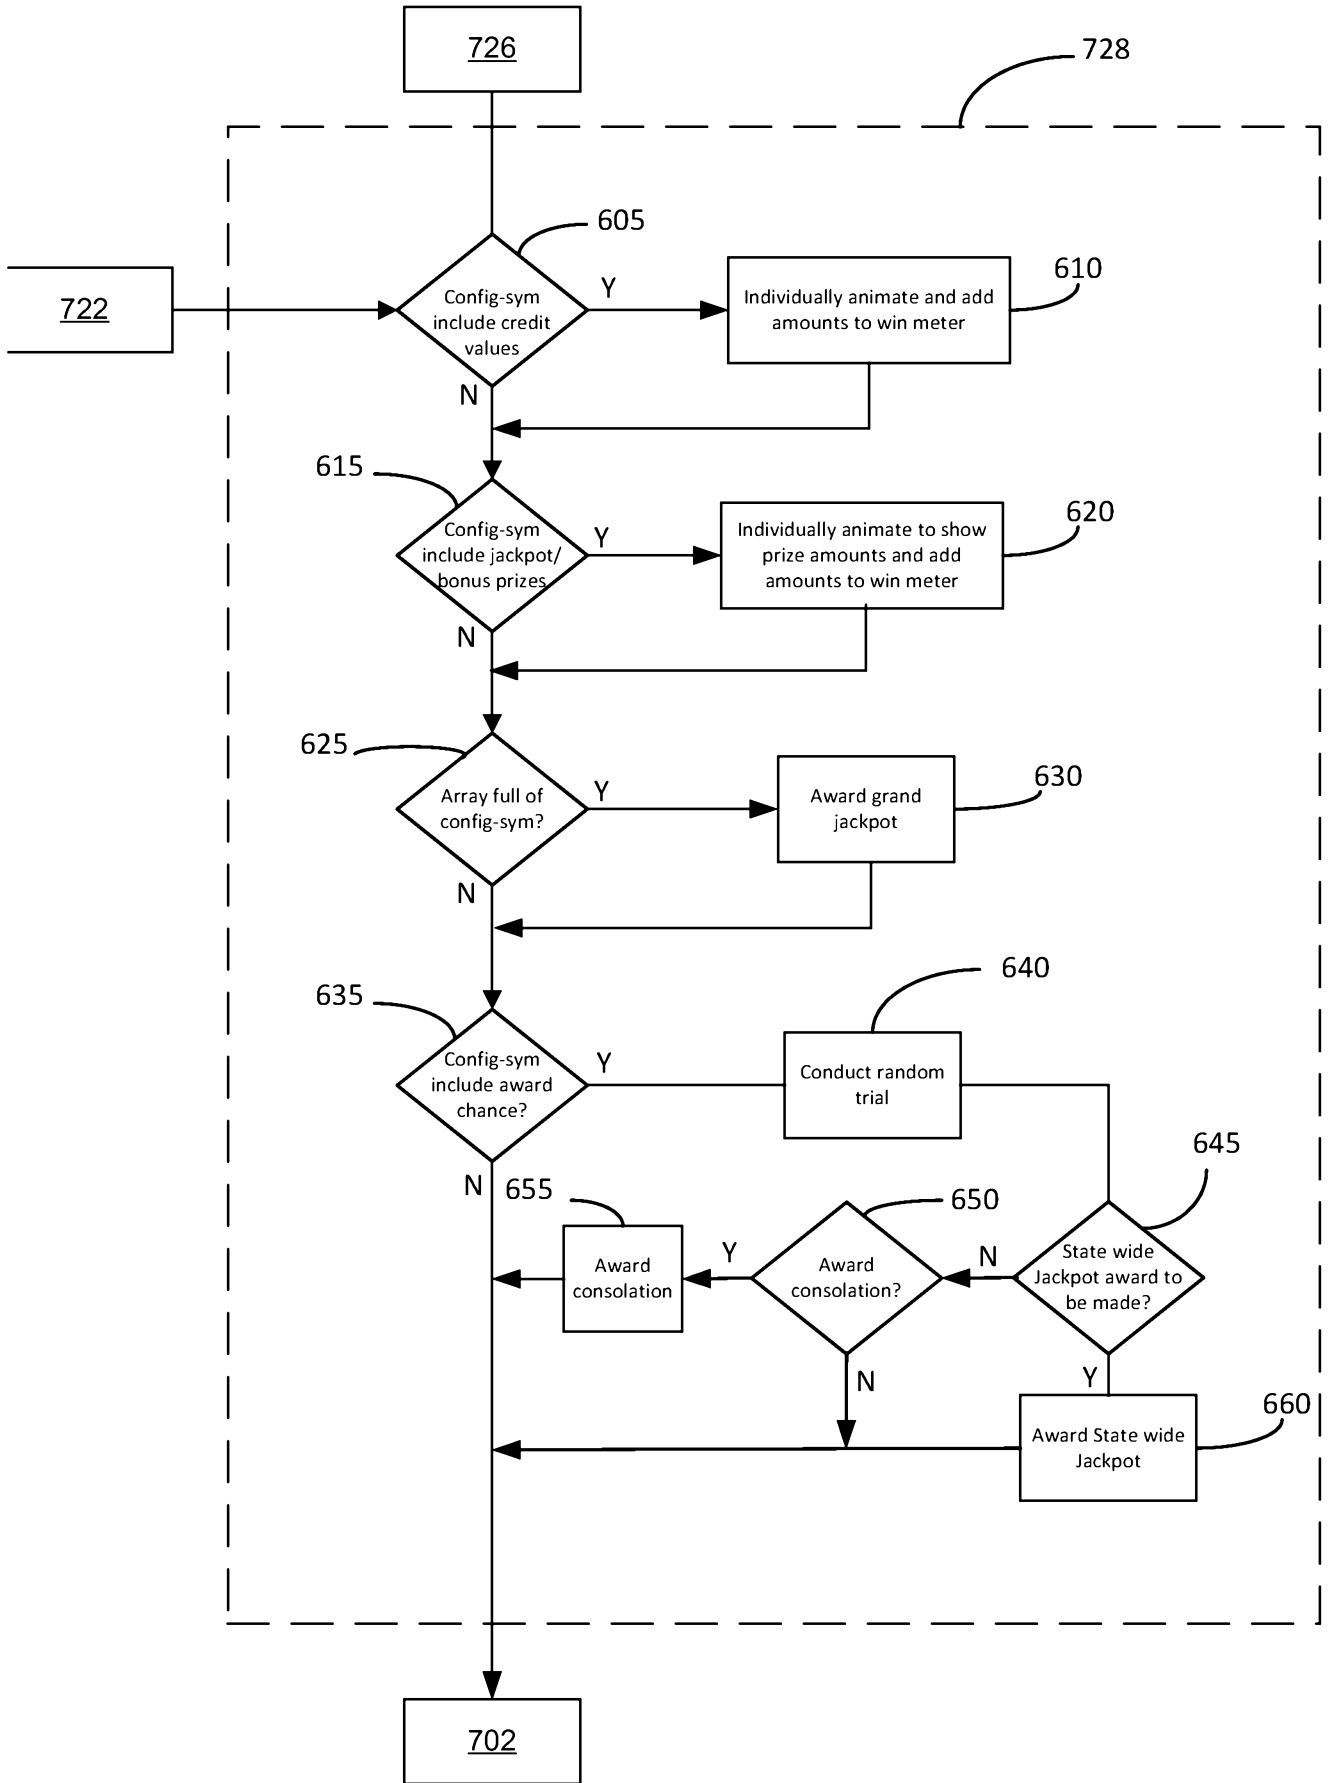 726
728
605
722
Config-sym
include credit
values
Y
Individually animate and add
amounts to win meter
610
N
615
Config-sym
include jackpot/
bonus prizes
Y
Individually animate to show
prize amounts and add
amounts to win meter
620
N
625
Array full of
config-sym?
Y
Award grand
jackpot
630
N
635
Config-sym
include award
chance?
Y
Conduct random
trial
640
N
645
State wide
Jackpot award to
be made?
N
650
Award
consolation?
Y
655
Award
consolation
N
Y
Award State wide
Jackpot
660
702